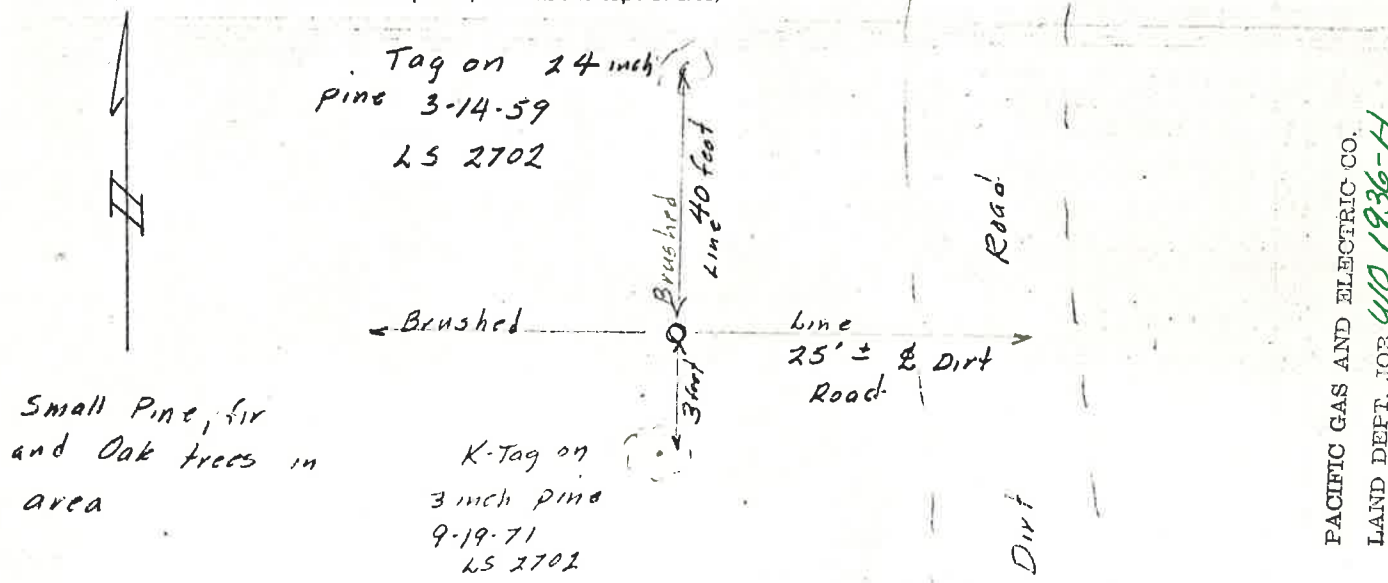 Tag on 24 inch
pine 3-14-59
LS 2702
Brushed
Line 40 feet
Road
Brushed
Line
25' ± ℄ Dirt
Road
3 feet
Small Pine, fir
and Oak trees in
area
K-Tag on
3 inch pine
9-19-71
LS 2702
Dirt
PACIFIC GAS AND ELECTRIC CO.
LAND DEPT. JOB 1936-H